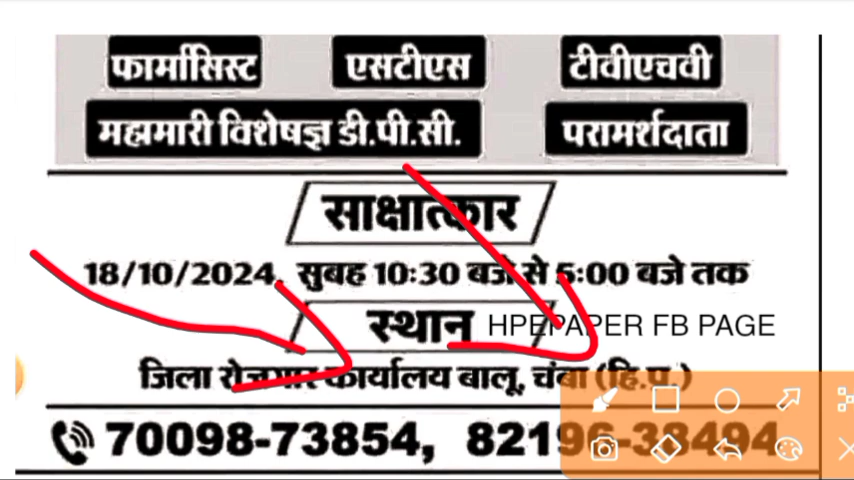 फार्मासिस्ट एसटीएस टीवीएचवी
महामारी विशेषज्ञ डी.पी.सी. परामर्शदाता
साक्षात्कार
18/10/2024, सुबह 10:30 बजे से 5:00 बजे तक
स्थान HPEPAPER FB PAGE
जिला रोजगार कार्यालय बालू, चंबा (हि.प्र.)
70098-73854, 82196-38494